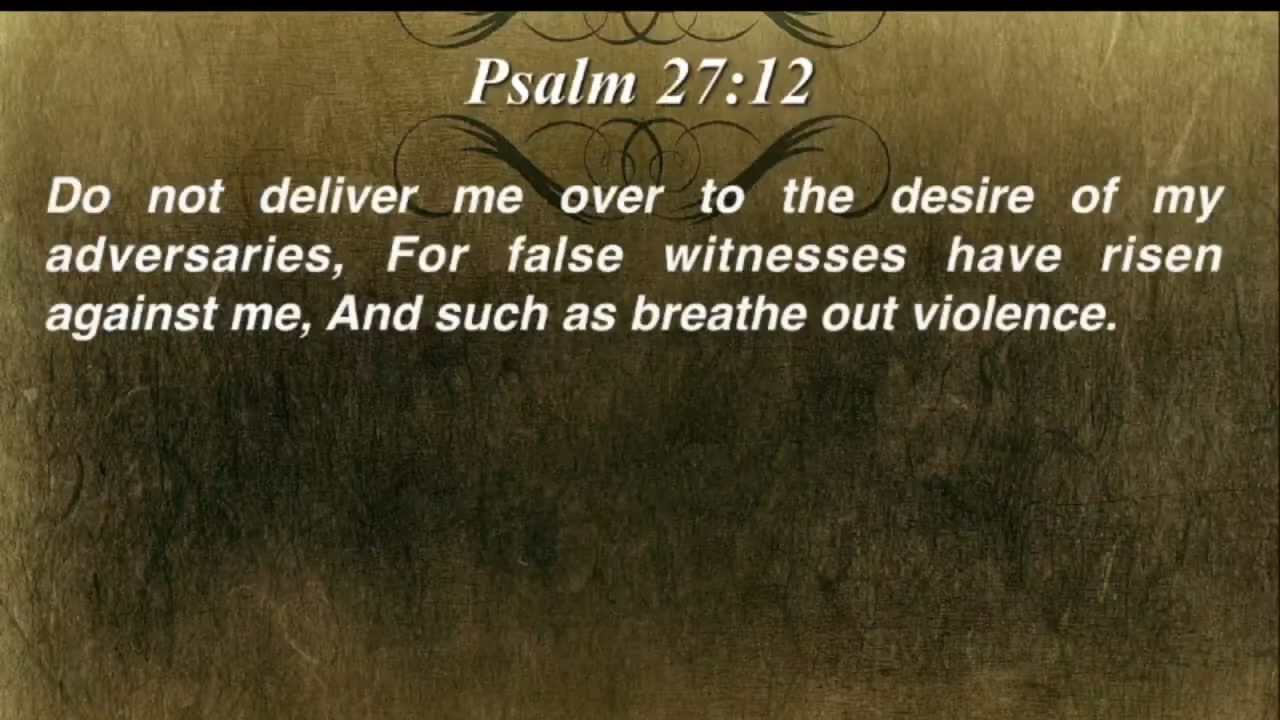 Psalm 27:12
Do not deliver me over to the desire of my
adversaries, For false witnesses have risen
against me, And such as breathe out violence.